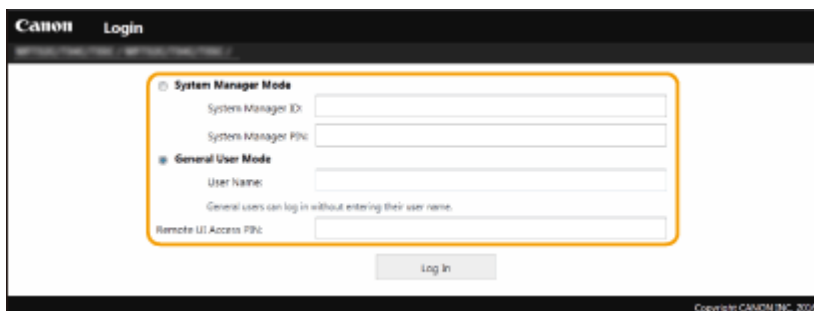 Canon Login
System Manager Mode
System Manager ID:
System Manager PIN:
General User Mode
User Name:
General users can log in without entering their user name.
Remote UI Access PIN:
Log In
Copyright CANON INC.